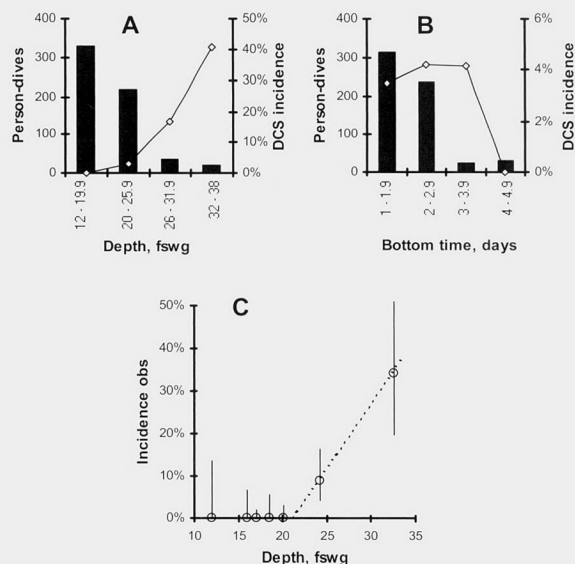 A
Person-dives
400
300
200
100
0
50%
40%
30%
20%
10%
0%
DCS incidence
12 - 19.9
20 - 25.9
26 - 31.9
32 - 38
Depth, fswg
B
Person-dives
400
300
200
100
0
6%
4%
2%
0%
DCS incidence
1 - 1.9
2 - 2.9
3 - 3.9
4 - 4.9
Bottom time, days
C
Incidence obs
50%
40%
30%
20%
10%
0%
10 15 20 25 30 35
Depth, fswg